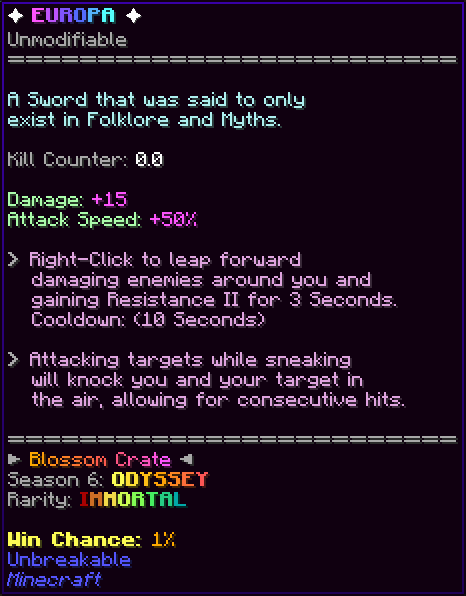 ✦ EUROPA ✦
Unmodifiable
==============================
A Sword that was said to only
exist in Folklore and Myths.
Kill Counter: 0.0
Damage: +15
Attack Speed: +50%
> Right-Click to leap forward
damaging enemies around you and
gaining Resistance II for 3 Seconds.
Cooldown: (10 Seconds)
> Attacking targets while sneaking
will knock you and your target in
the air, allowing for consecutive hits.
==============================
► Blossom Crate ◄
Season 6: ODYSSEY
Rarity: IMMORTAL
Win Chance: 1%
Unbreakable
Minecraft